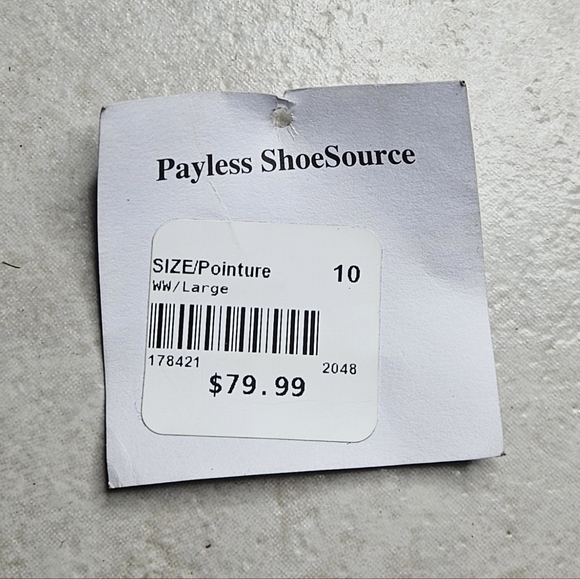 Payless ShoeSource
SIZE/Pointure 10
WW/Large
178421 2048
$79.99